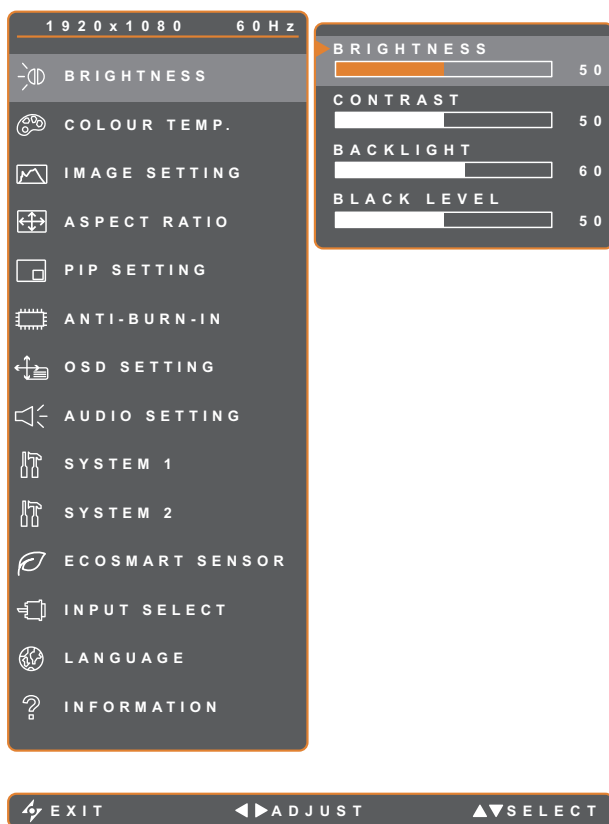 1920x1080 60Hz
BRIGHTNESS
COLOUR TEMP.
IMAGE SETTING
ASPECT RATIO
PIP SETTING
ANTI-BURN-IN
OSD SETTING
AUDIO SETTING
SYSTEM 1
SYSTEM 2
ECOSMART SENSOR
INPUT SELECT
LANGUAGE
INFORMATION
BRIGHTNESS
50
CONTRAST
50
BACKLIGHT
60
BLACK LEVEL
50
EXIT ADJUST SELECT